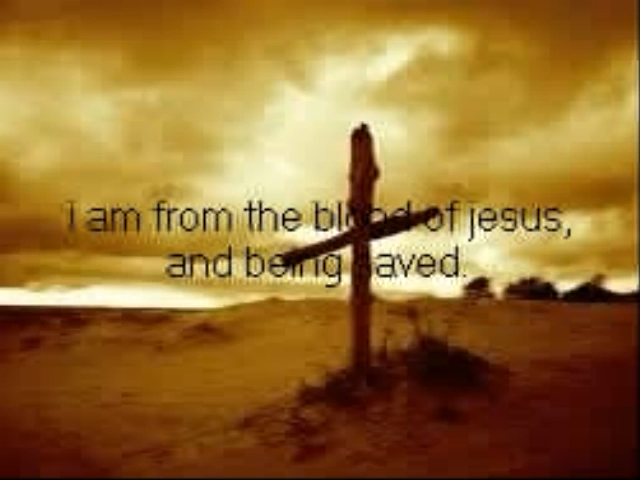 I am from the blood of jesus,
and being saved.